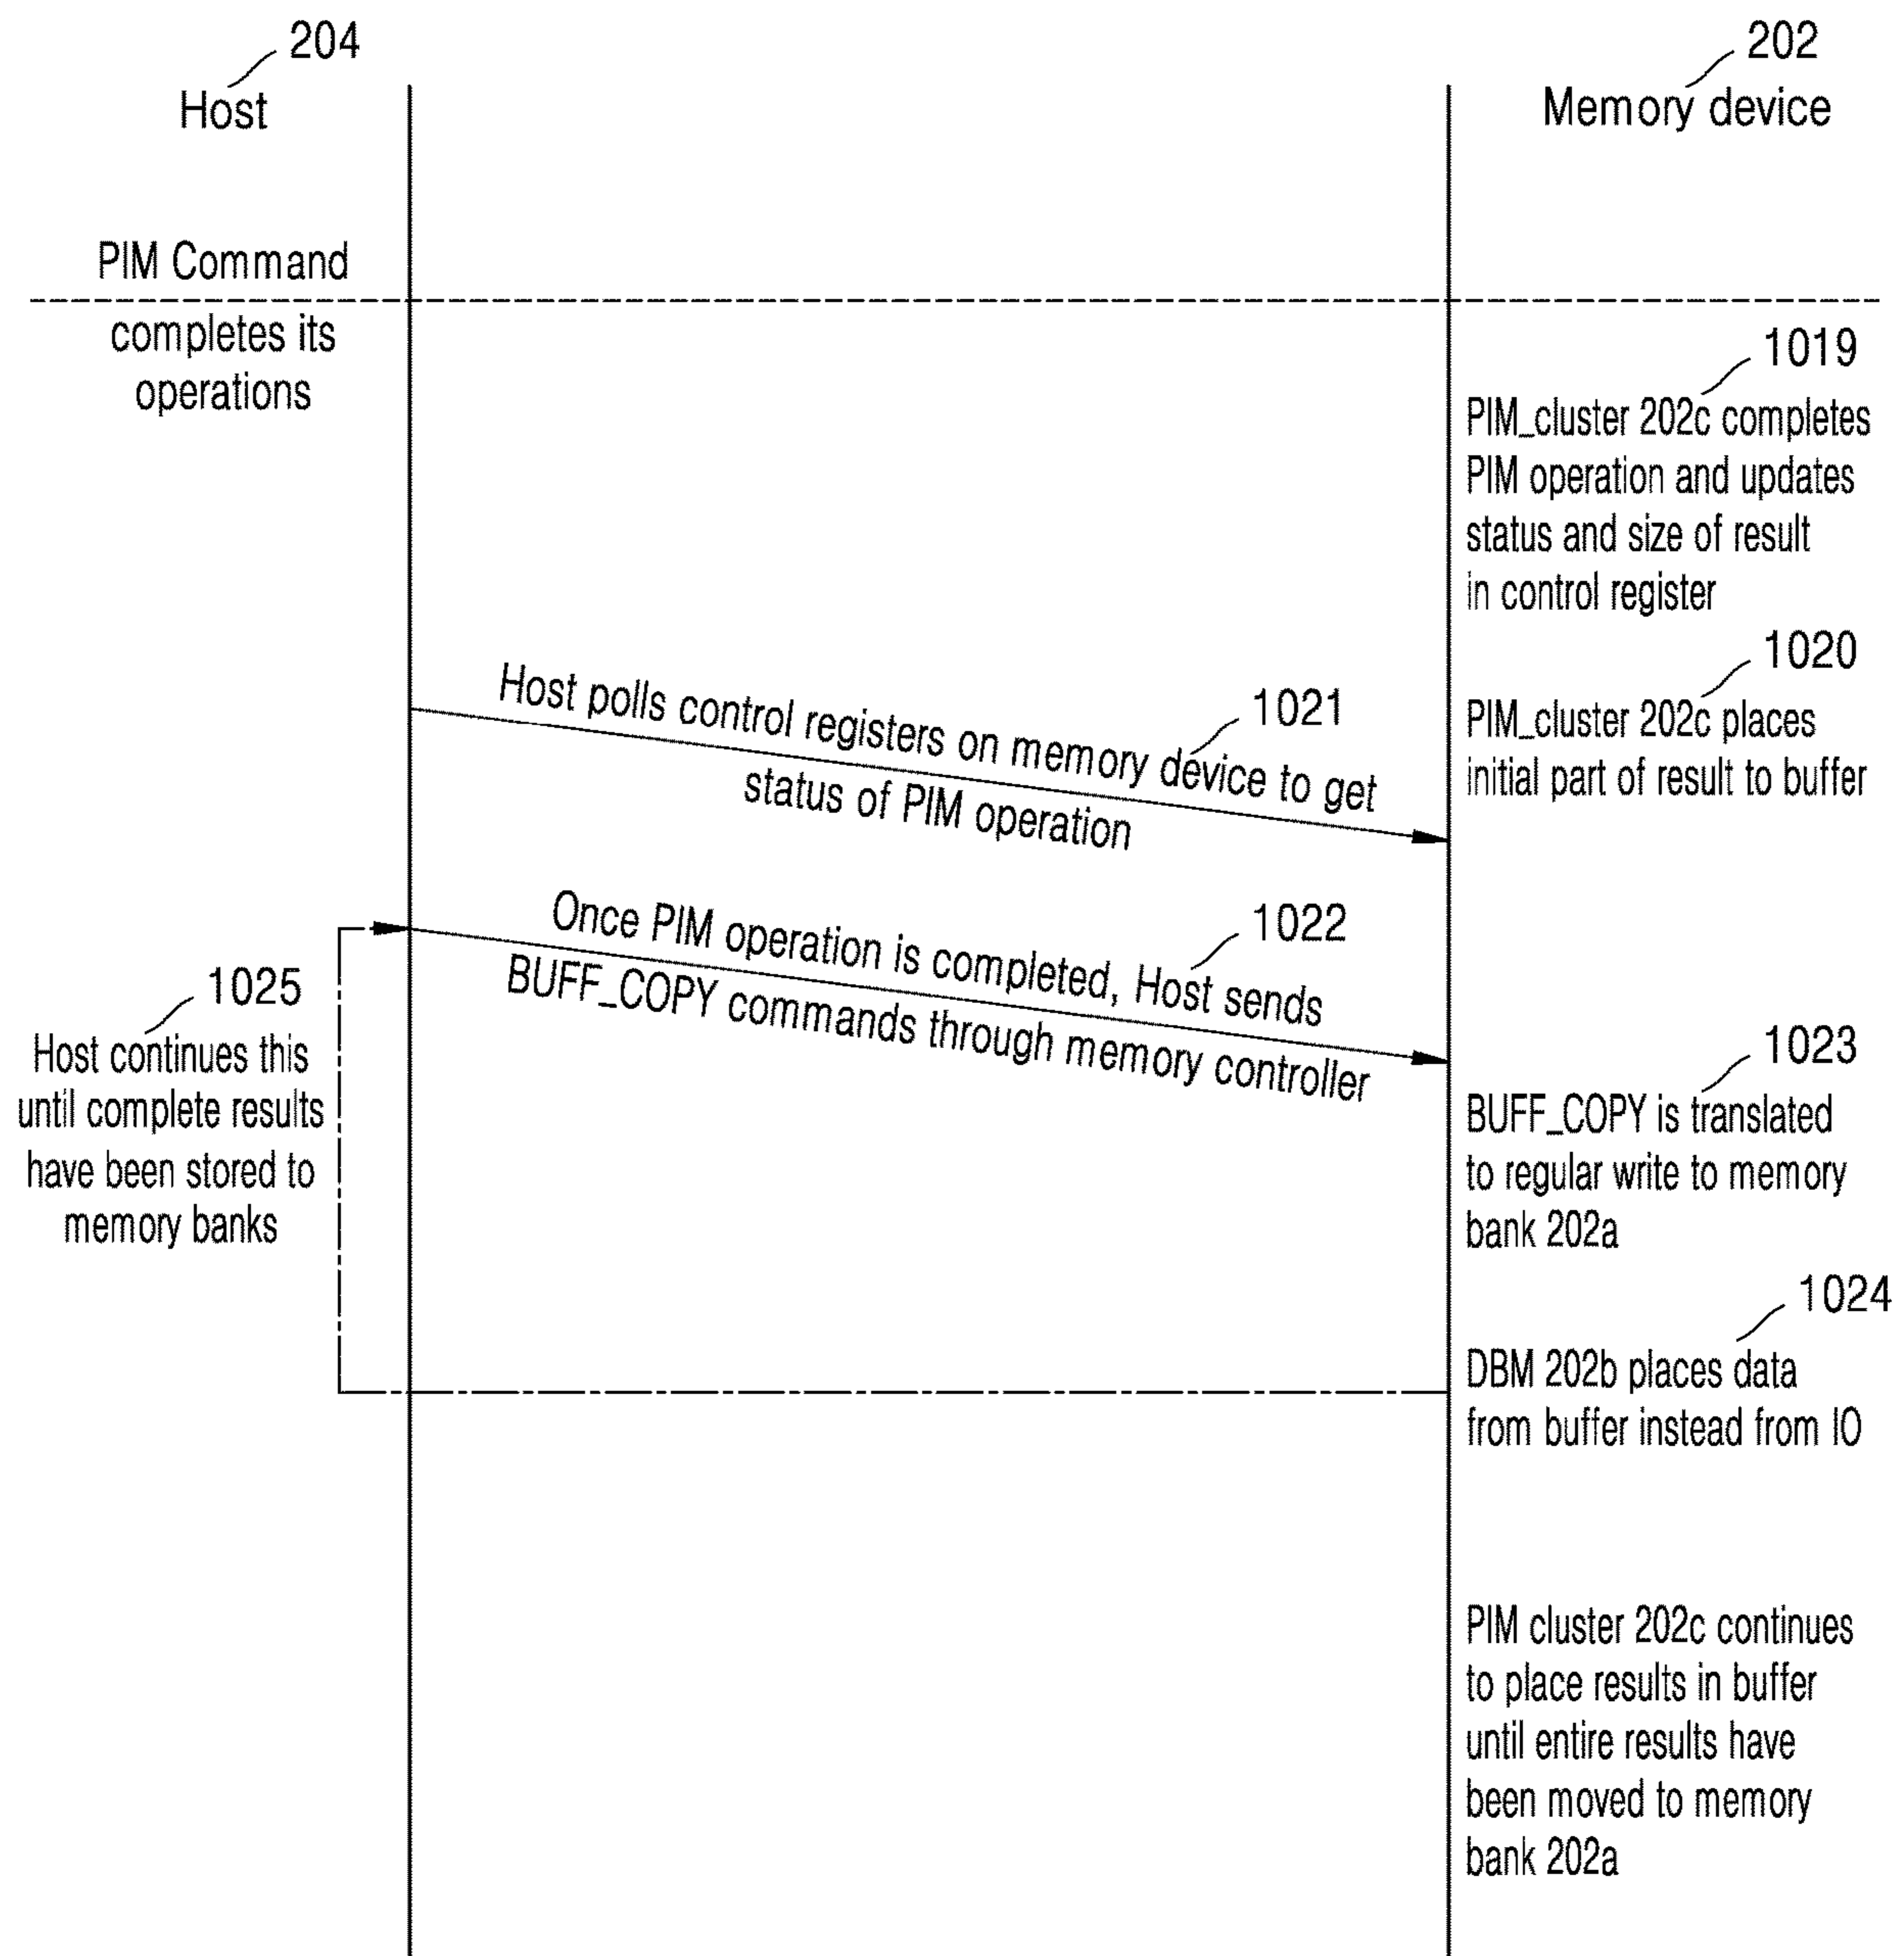 204
Host
202
Memory device
PIM Command
completes its
operations
1019
PIM_cluster 202c completes
PIM operation and updates
status and size of result
in control register
1020
PIM_cluster 202c places
initial part of result to buffer
1021
Host polls control registers on memory device to get
status of PIM operation
1022
Once PIM operation is completed, Host sends
BUFF_COPY commands through memory controller
1025
Host continues this
until complete results
have been stored to
memory banks
1023
BUFF_COPY is translated
to regular write to memory
bank 202a
1024
DBM 202b places data
from buffer instead from IO
PIM cluster 202c continues
to place results in buffer
until entire results have
been moved to memory
bank 202a